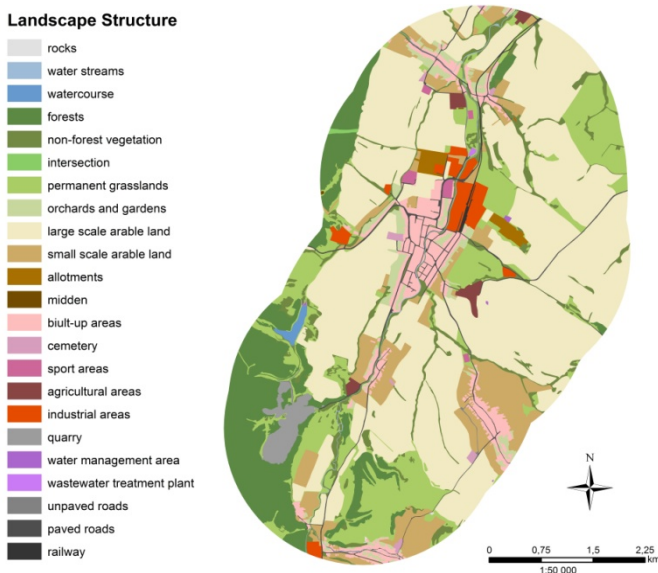 Landscape Structure
rocks
water streams
watercourse
forests
non-forest vegetation
intersection
permanent grasslands
orchards and gardens
large scale arable land
small scale arable land
allotments
midden
biult-up areas
cemetery
sport areas
agricultural areas
industrial areas
quarry
water management area
wastewater treatment plant
unpaved roads
paved roads
railway
N
0 0,75 1,5 2,25
km
1:50 000